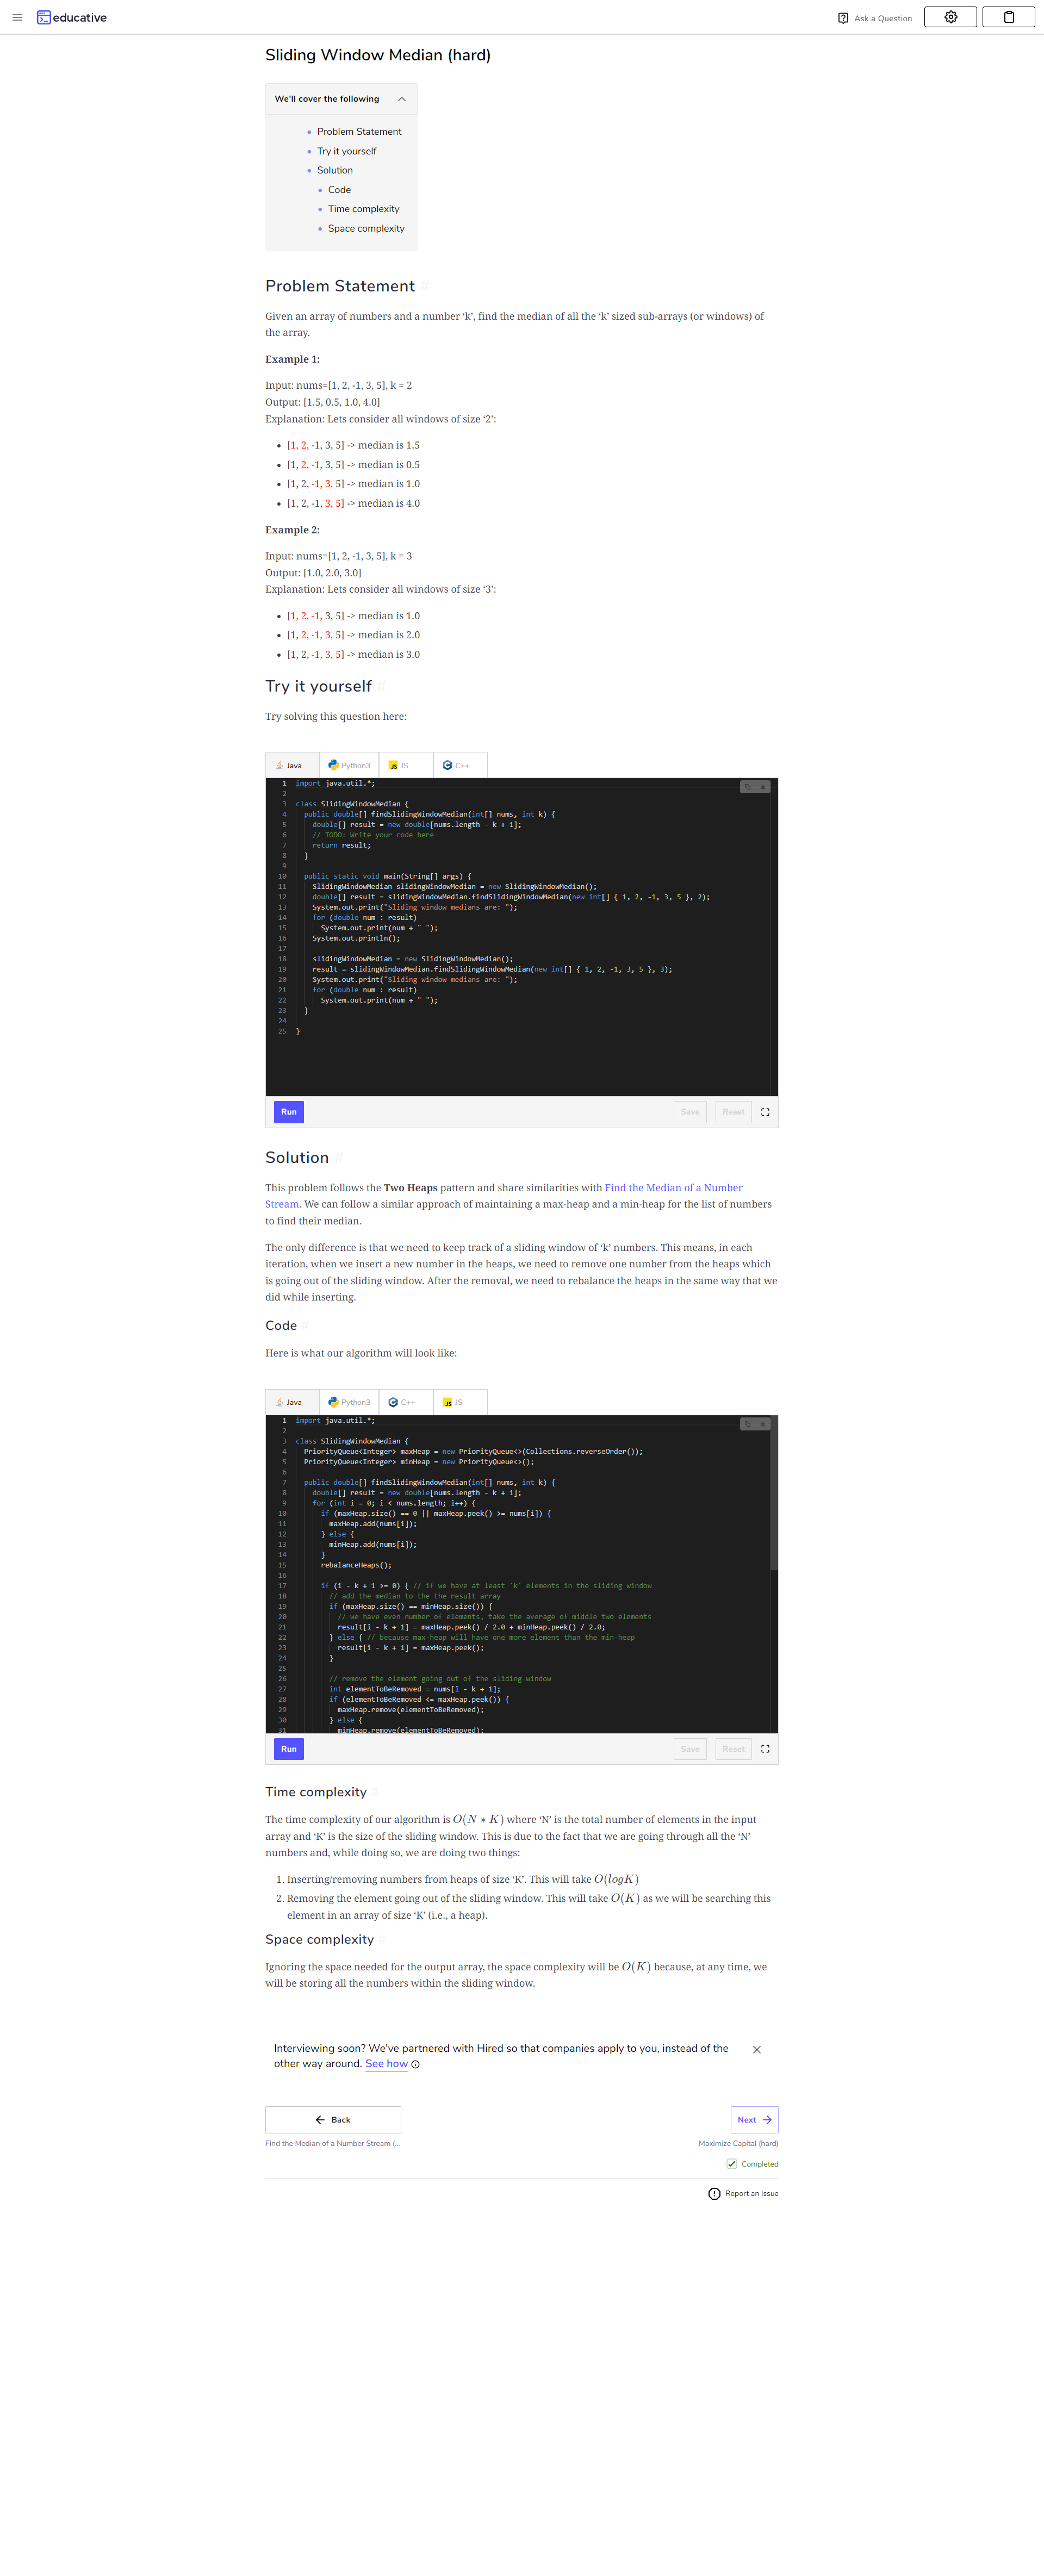 educative
Ask a Question
Sliding Window Median (hard)
We'll cover the following
Problem Statement
Try it yourself
Solution
Code
Time complexity
Space complexity
Problem Statement #
Given an array of numbers and a number ‘k’, find the median of all the ‘k’ sized sub-arrays (or windows) of
the array.
Example 1:
Input: nums=[1, 2, -1, 3, 5], k = 2
Output: [1.5, 0.5, 1.0, 4.0]
Explanation: Lets consider all windows of size ‘2’:
[1, 2, -1, 3, 5] -> median is 1.5
[1, 2, -1, 3, 5] -> median is 0.5
[1, 2, -1, 3, 5] -> median is 1.0
[1, 2, -1, 3, 5] -> median is 4.0
Example 2:
Input: nums=[1, 2, -1, 3, 5], k = 3
Output: [1.0, 2.0, 3.0]
Explanation: Lets consider all windows of size ‘3’:
[1, 2, -1, 3, 5] -> median is 1.0
[1, 2, -1, 3, 5] -> median is 2.0
[1, 2, -1, 3, 5] -> median is 3.0
Try it yourself #
Try solving this question here:
Java Python3 JS C++
1 import java.util.*;
2
3 class SlidingWindowMedian {
4 public double[] findSlidingWindowMedian(int[] nums, int k) {
5 double[] result = new double[nums.length - k + 1];
6 // TODO: Write your code here
7 return result;
8 }
9
10 public static void main(String[] args) {
11 SlidingWindowMedian slidingWindowMedian = new SlidingWindowMedian();
12 double[] result = slidingWindowMedian.findSlidingWindowMedian(new int[] { 1, 2, -1, 3, 5 }, 2);
13 System.out.print("Sliding window medians are: ");
14 for (double num : result)
15 System.out.print(num + " ");
16 System.out.println();
17
18 slidingWindowMedian = new SlidingWindowMedian();
19 result = slidingWindowMedian.findSlidingWindowMedian(new int[] { 1, 2, -1, 3, 5 }, 3);
20 System.out.print("Sliding window medians are: ");
21 for (double num : result)
22 System.out.print(num + " ");
23 }
24
25 }
Run Save Reset
Solution #
This problem follows the Two Heaps pattern and share similarities with Find the Median of a Number
Stream. We can follow a similar approach of maintaining a max-heap and a min-heap for the list of numbers
to find their median.
The only difference is that we need to keep track of a sliding window of ‘k’ numbers. This means, in each
iteration, when we insert a new number in the heaps, we need to remove one number from the heaps which
is going out of the sliding window. After the removal, we need to rebalance the heaps in the same way that we
did while inserting.
Code #
Here is what our algorithm will look like:
Java Python3 C++ JS
1 import java.util.*;
2
3 class SlidingWindowMedian {
4 PriorityQueue<Integer> maxHeap = new PriorityQueue<>(Collections.reverseOrder());
5 PriorityQueue<Integer> minHeap = new PriorityQueue<>();
6
7 public double[] findSlidingWindowMedian(int[] nums, int k) {
8 double[] result = new double[nums.length - k + 1];
9 for (int i = 0; i < nums.length; i++) {
10 if (maxHeap.size() == 0 || maxHeap.peek() >= nums[i]) {
11 maxHeap.add(nums[i]);
12 } else {
13 minHeap.add(nums[i]);
14 }
15 rebalanceHeaps();
16
17 if (i - k + 1 >= 0) { // if we have at least 'k' elements in the sliding window
18 // add the median to the the result array
19 if (maxHeap.size() == minHeap.size()) {
20 // we have even number of elements, take the average of middle two elements
21 result[i - k + 1] = maxHeap.peek() / 2.0 + minHeap.peek() / 2.0;
22 } else { // because max-heap will have one more element than the min-heap
23 result[i - k + 1] = maxHeap.peek();
24 }
25
26 // remove the element going out of the sliding window
27 int elementToBeRemoved = nums[i - k + 1];
28 if (elementToBeRemoved <= maxHeap.peek()) {
29 maxHeap.remove(elementToBeRemoved);
30 } else {
31 minHeap.remove(elementToBeRemoved);
Run Save Reset
Time complexity #
The time complexity of our algorithm is O(N ∗ K) where ‘N’ is the total number of elements in the input
array and ‘K’ is the size of the sliding window. This is due to the fact that we are going through all the ‘N’
numbers and, while doing so, we are doing two things:
1. Inserting/removing numbers from heaps of size ‘K’. This will take O(logK)
2. Removing the element going out of the sliding window. This will take O(K) as we will be searching this
element in an array of size ‘K’ (i.e., a heap).
Space complexity #
Ignoring the space needed for the output array, the space complexity will be O(K) because, at any time, we
will be storing all the numbers within the sliding window.
Interviewing soon? We've partnered with Hired so that companies apply to you, instead of the
other way around. See how
Back
Next
Find the Median of a Number Stream (...
Maximize Capital (hard)
Completed
Report an Issue